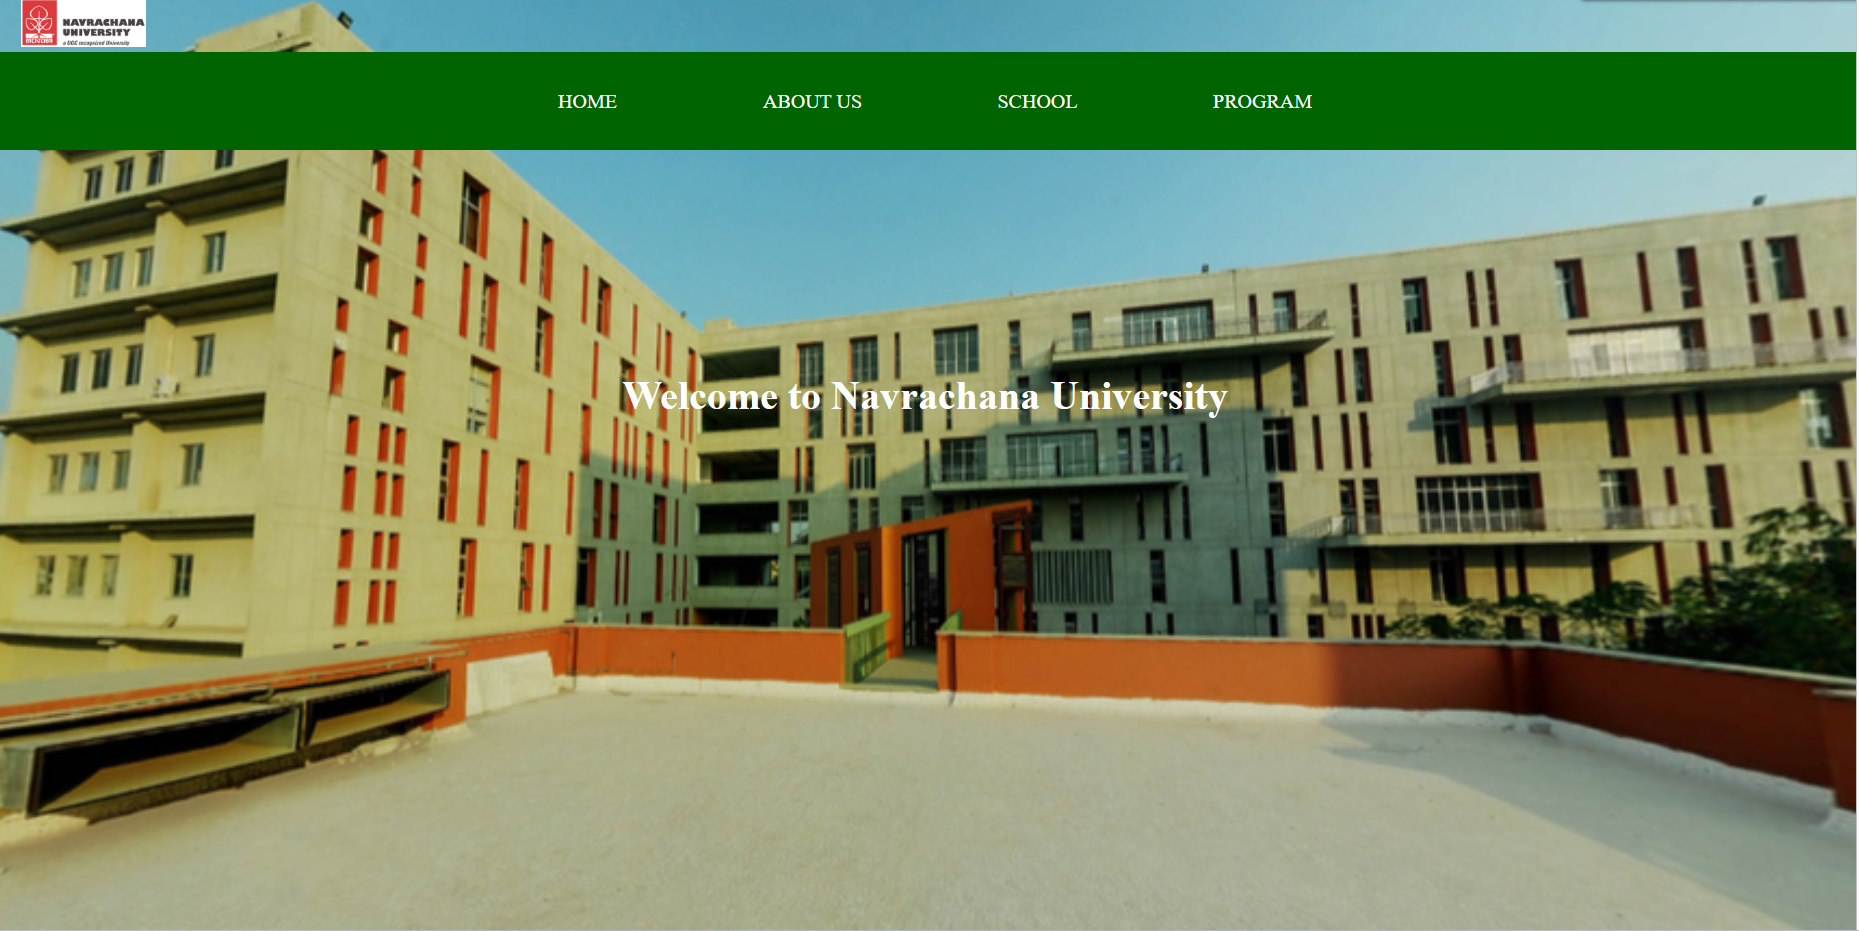 NAVRACHANA
UNIVERSITY
a UGC recognized University
HOME ABOUT US SCHOOL PROGRAM
Welcome to Navrachana University